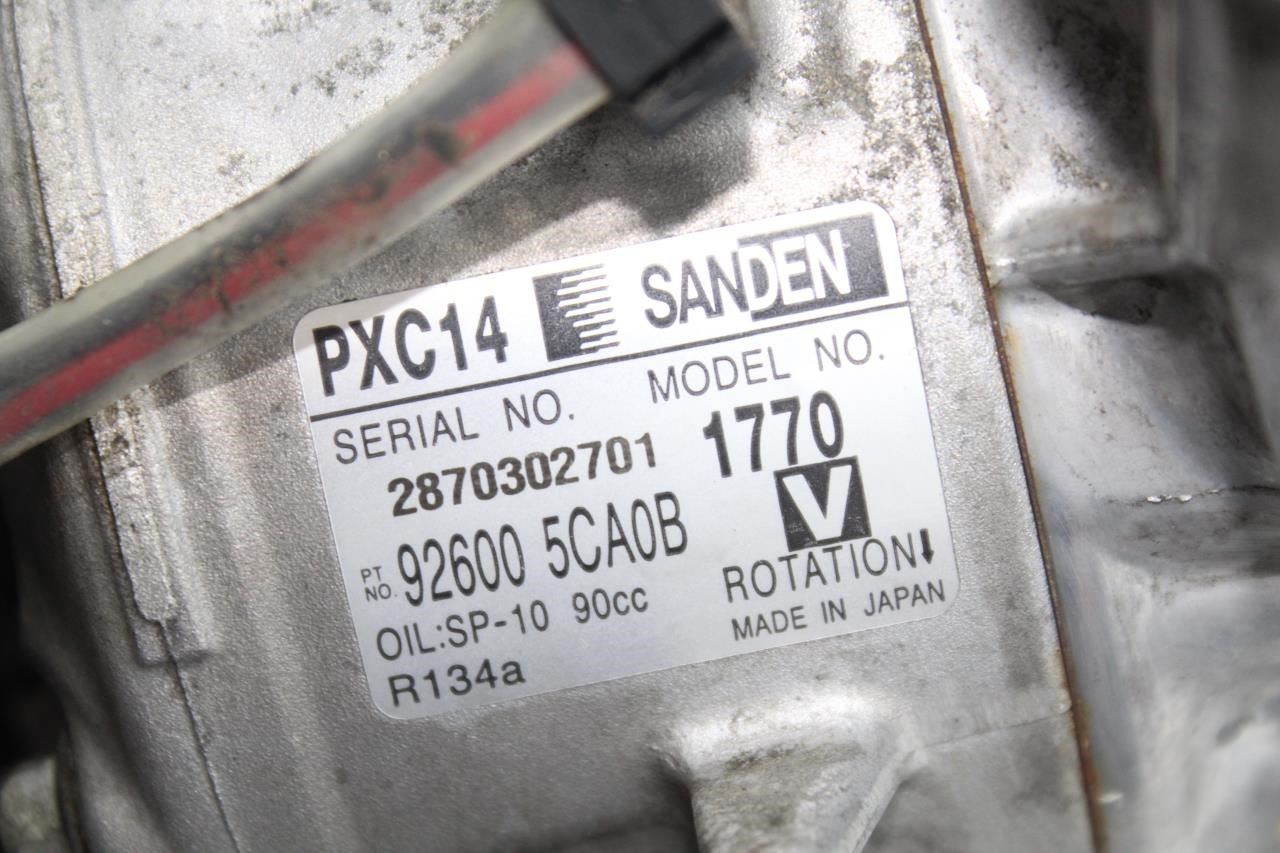 PXC14 SANDEN
SERIAL NO. MODEL NO.
2870302701 1770
V
PT NO. 92600 5CA0B
ROTATION↓
OIL:SP-10 90cc
MADE IN JAPAN
R134a